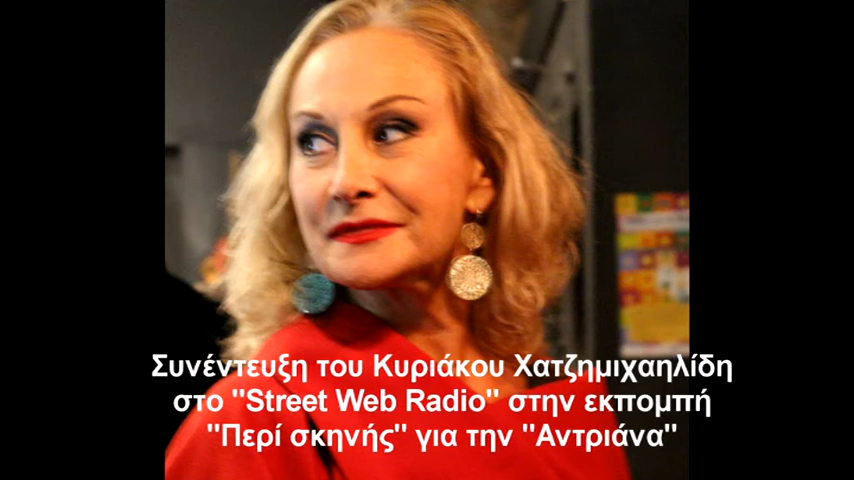 Συνέντευξη του Κυριάκου Χατζημιχαηλίδη
στο "Street Web Radio" στην εκπομπή
"Περί σκηνής" για την "Αντριάνα"